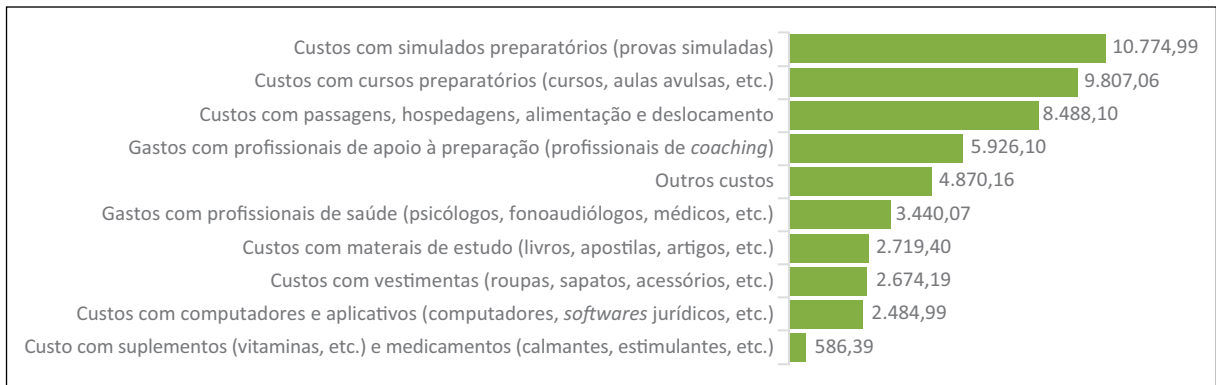 Custos com simulados preparatórios (provas simuladas) 10.774,99
Custos com cursos preparatórios (cursos, aulas avulsas, etc.) 9.807,06
Custos com passagens, hospedagens, alimentação e deslocamento 8.488,10
Gastos com profissionais de apoio à preparação (profissionais de coaching) 5.926,10
Outros custos 4.870,16
Gastos com profissionais de saúde (psicólogos, fonoaudiólogos, médicos, etc.) 3.440,07
Custos com materais de estudo (livros, apostilas, artigos, etc.) 2.719,40
Custos com vestimentas (roupas, sapatos, acessórios, etc.) 2.674,19
Custos com computadores e aplicativos (computadores, softwares jurídicos, etc.) 2.484,99
Custo com suplementos (vitaminas, etc.) e medicamentos (calmantes, estimulantes, etc.) 586,39